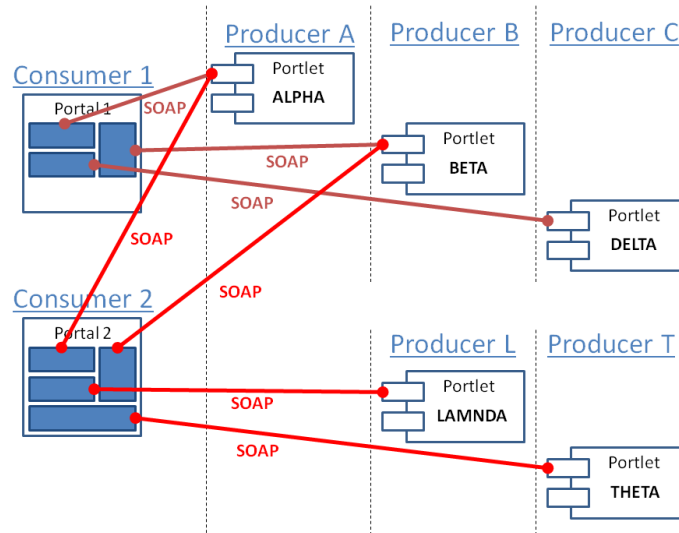 Producer A
Producer B
Producer C
Consumer 1
Portlet
ALPHA
Portal 1
SOAP
Portlet
BETA
SOAP
SOAP
Portlet
DELTA
SOAP
SOAP
Consumer 2
Portal 2
Producer L
Producer T
Portlet
LAMNDA
SOAP
SOAP
Portlet
THETA